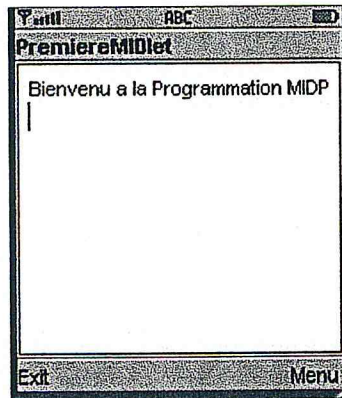 ABC
PremiereMIDlet
Bienvenu a la Programmation MIDP
Exit Menu